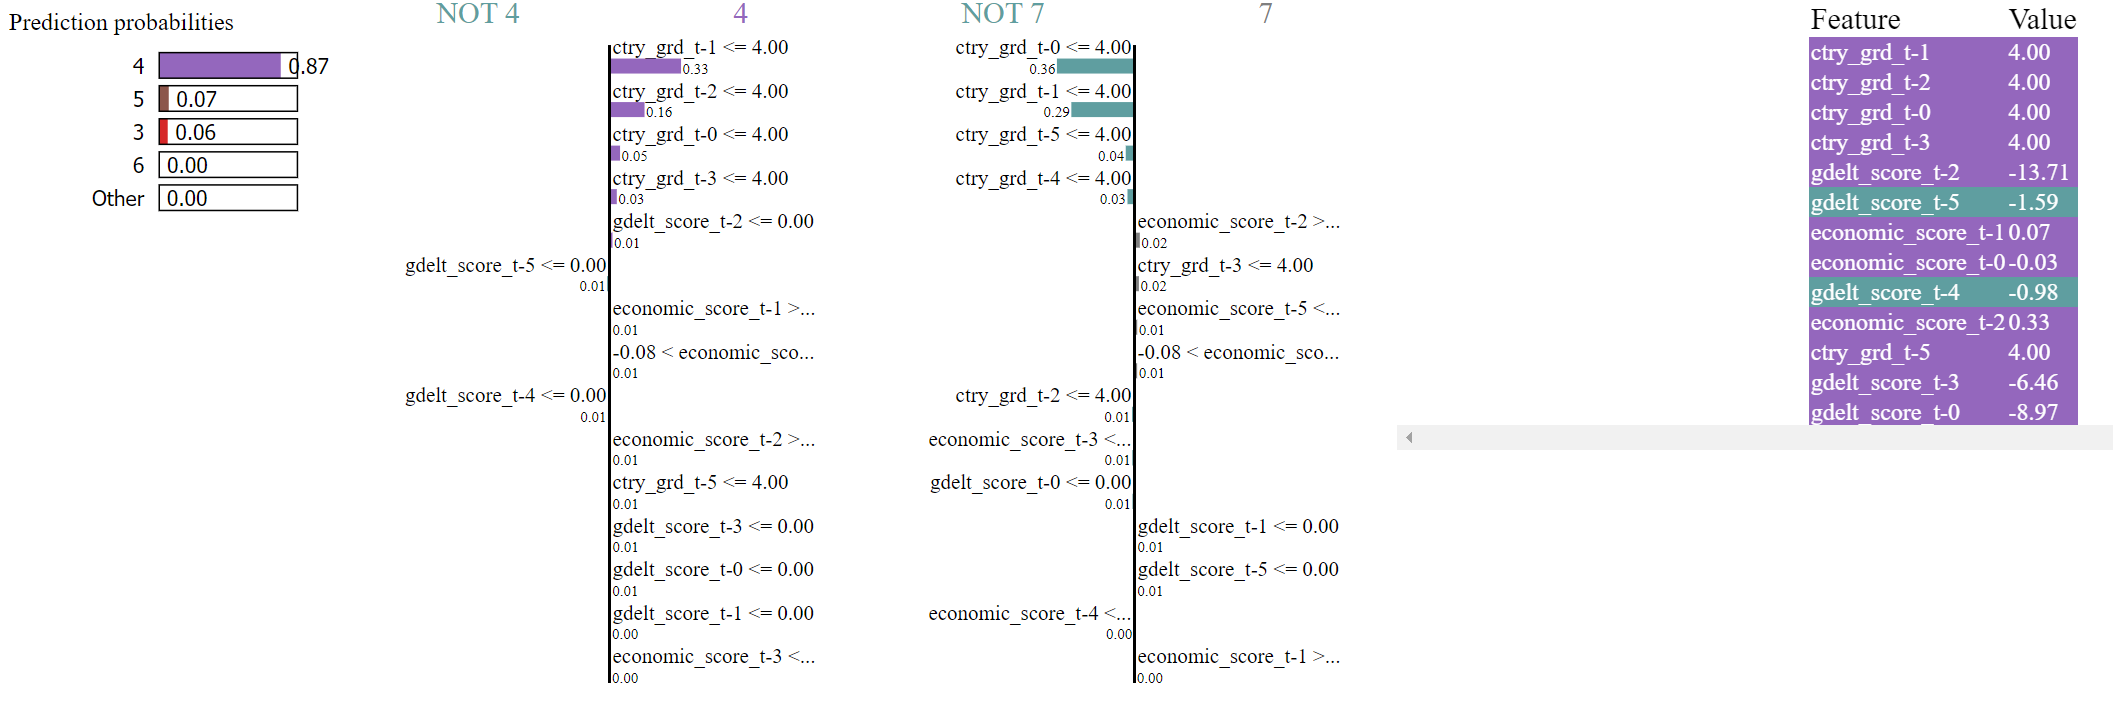 Prediction probabilities
4 0.87
5 0.07
3 0.06
6 0.00
Other 0.00
NOT 4 4
ctry_grd_t-1 <= 4.00
0.33
ctry_grd_t-2 <= 4.00
0.16
ctry_grd_t-0 <= 4.00
0.05
ctry_grd_t-3 <= 4.00
0.03
gdelt_score_t-2 <= 0.00
0.01
gdelt_score_t-5 <= 0.00
0.01
economic_score_t-1 >...
0.01
-0.08 < economic_sco...
0.01
gdelt_score_t-4 <= 0.00
0.01
economic_score_t-2 >...
0.01
ctry_grd_t-5 <= 4.00
0.01
gdelt_score_t-3 <= 0.00
0.01
gdelt_score_t-0 <= 0.00
0.01
gdelt_score_t-1 <= 0.00
0.00
economic_score_t-3 <...
0.00
NOT 7 7
ctry_grd_t-0 <= 4.00
0.36
ctry_grd_t-1 <= 4.00
0.29
ctry_grd_t-5 <= 4.00
0.04
ctry_grd_t-4 <= 4.00
0.03
economic_score_t-2 >...
0.02
ctry_grd_t-3 <= 4.00
0.02
economic_score_t-5 <...
0.01
-0.08 < economic_sco...
0.01
ctry_grd_t-2 <= 4.00
0.01
economic_score_t-3 <...
0.01
gdelt_score_t-0 <= 0.00
0.01
gdelt_score_t-1 <= 0.00
0.01
gdelt_score_t-5 <= 0.00
0.01
economic_score_t-4 <...
0.00
economic_score_t-1 >...
0.00
Feature Value
ctry_grd_t-1 4.00
ctry_grd_t-2 4.00
ctry_grd_t-0 4.00
ctry_grd_t-3 4.00
gdelt_score_t-2 -13.71
gdelt_score_t-5 -1.59
economic_score_t-1 0.07
economic_score_t-0 -0.03
gdelt_score_t-4 -0.98
economic_score_t-2 0.33
ctry_grd_t-5 4.00
gdelt_score_t-3 -6.46
gdelt_score_t-0 -8.97